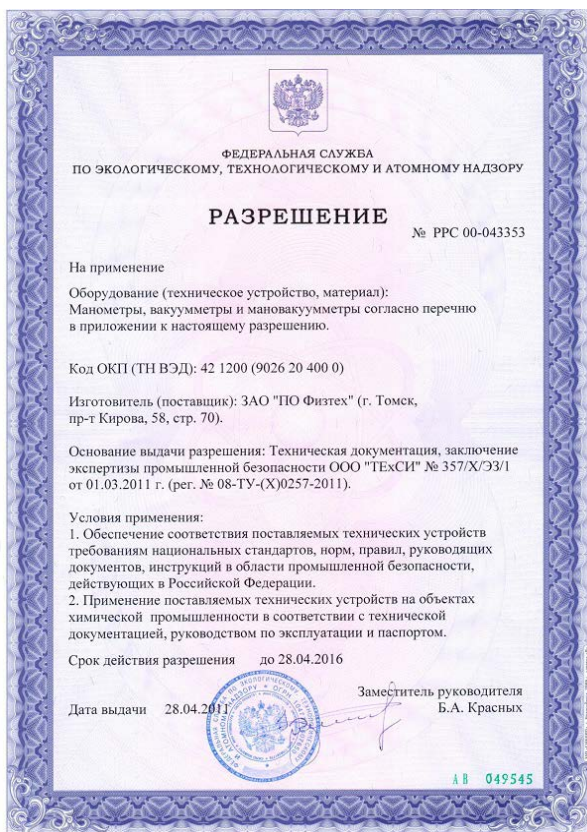 ФЕДЕРАЛЬНАЯ СЛУЖБА
ПО ЭКОЛОГИЧЕСКОМУ, ТЕХНОЛОГИЧЕСКОМУ И АТОМНОМУ НАДЗОРУ
РАЗРЕШЕНИЕ
№ РРС 00-043353
На применение
Оборудование (техническое устройство, материал):
Манометры, вакуумметры и мановакуумметры согласно перечню
в приложении к настоящему разрешению.
Код ОКП (ТН ВЭД): 42 1200 (9026 20 400 0)
Изготовитель (поставщик): ЗАО "ПО Физтех" (г. Томск,
пр-т Кирова, 58, стр. 70).
Основание выдачи разрешения: Техническая документация, заключение
экспертизы промышленной безопасности ООО "ТЕхСИ" № 357/Х/ЭЗ/1
от 01.03.2011 г. (рег. № 08-ТУ-(Х)0257-2011).
Условия применения:
1. Обеспечение соответствия поставляемых технических устройств
требованиям национальных стандартов, норм, правил, руководящих
документов, инструкций в области промышленной безопасности,
действующих в Российской Федерации.
2. Применение поставляемых технических устройств на объектах
химической промышленности в соответствии с технической
документацией, руководством по эксплуатации и паспортом.
Срок действия разрешения до 28.04.2016
Заместитель руководителя
Дата выдачи 28.04.2011 Б.А. Красных
АВ 049545